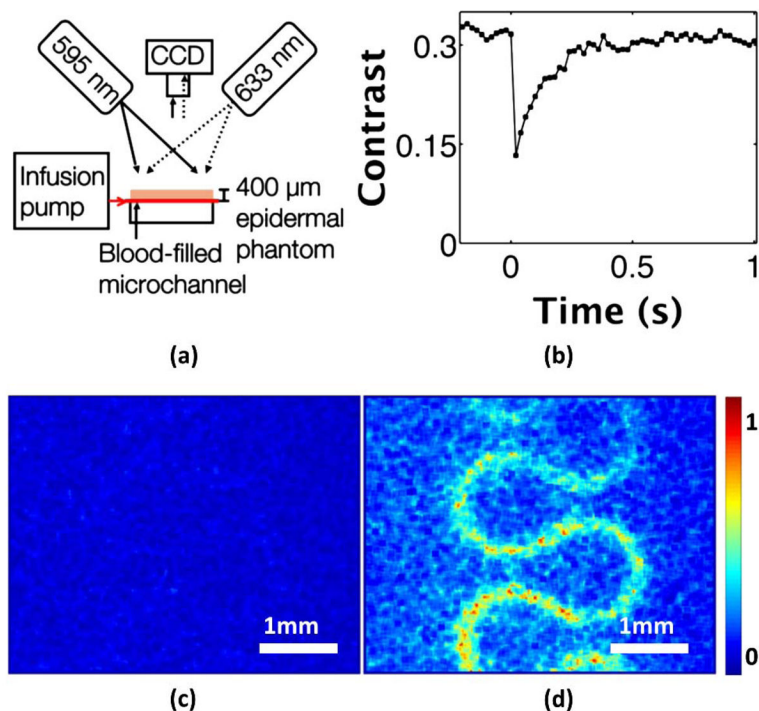 595 nm
CCD
633 nm
Infusion
pump
400 µm
epidermal
phantom
Blood-filled
microchannel
(a)
Contrast
0.3
0.15
0
0
0.5
1
Time (s)
(b)
1mm
(c)
1mm
1
0
(d)